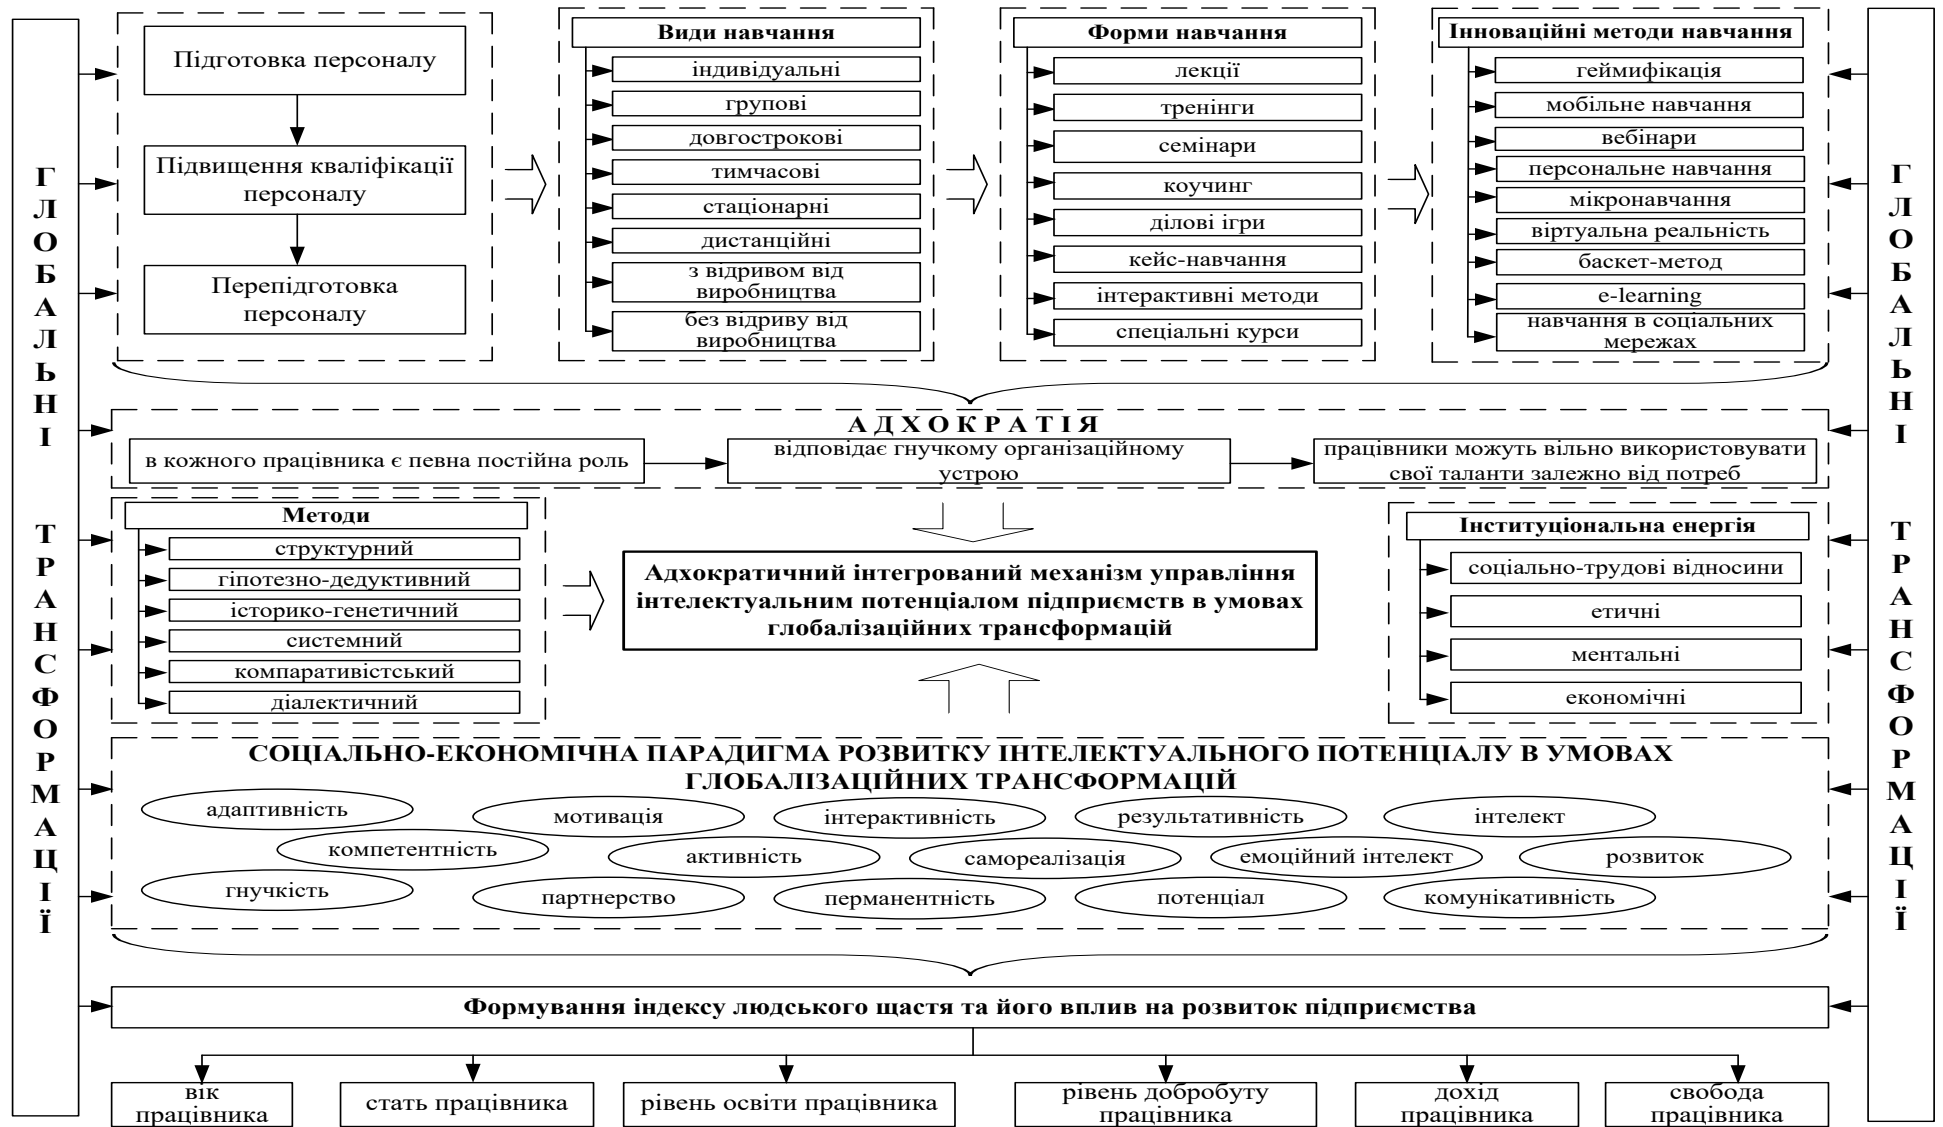 ГЛОБАЛЬНІ ТРАНСФОРМАЦІЇ
Підготовка персоналу
Підвищення кваліфікації
персоналу
Перепідготовка
персоналу
Види навчання
індивідуальні
групові
довгострокові
тимчасові
стаціонарні
дистанційні
з відривом від
виробництва
без відриву від
виробництва
Форми навчання
лекції
тренінги
семінари
коучинг
ділові ігри
кейс-навчання
інтерактивні методи
спеціальні курси
Інноваційні методи навчання
геймифікація
мобільне навчання
вебінари
персональне навчання
мікронавчання
віртуальна реальність
баскет-метод
e-learning
навчання в соціальних
мережах
ГЛОБАЛЬНІ ТРАНСФОРМАЦІЇ
А Д Х О К Р А Т І Я
в кожного працівника є певна постійна роль
відповідає гнучкому організаційному
устрою
працівники можуть вільно використовувати
свої таланти залежно від потреб
Методи
структурний
гіпотезно-дедуктивний
історико-генетичний
системний
компаративістський
діалектичний
Адхократичний інтегрований механізм управління
інтелектуальним потенціалом підприємств в умовах
глобалізаційних трансформацій
Інституціональна енергія
соціально-трудові відносини
етичні
ментальні
економічні
СОЦІАЛЬНО-ЕКОНОМІЧНА ПАРАДИГМА РОЗВИТКУ ІНТЕЛЕКТУАЛЬНОГО ПОТЕНЦІАЛУ В УМОВАХ
ГЛОБАЛІЗАЦІЙНИХ ТРАНСФОРМАЦІЙ
адаптивність
мотивація
інтерактивність
результативність
інтелект
компетентність
активність
самореалізація
емоційний інтелект
розвиток
гнучкість
партнерство
перманентність
потенціал
комунікативність
Формування індексу людського щастя та його вплив на розвиток підприємства
вік
працівника
стать працівника
рівень освіти працівника
рівень добробуту
працівника
дохід
працівника
свобода
працівника